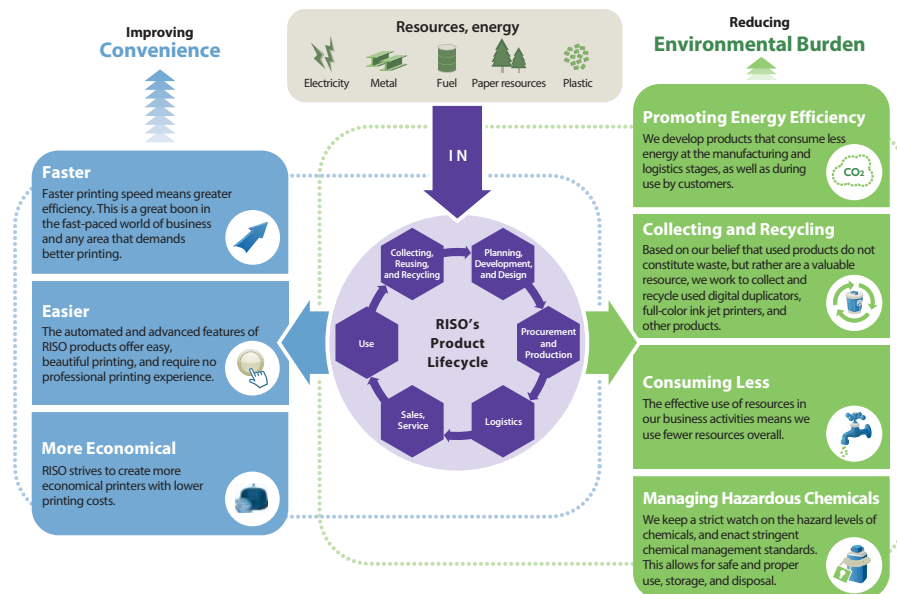 Improving
Convenience
Resources, energy
Electricity
Metal
Fuel
Paper resources
Plastic
Reducing
Environmental Burden
IN
Faster
Faster printing speed means greater
efficiency. This is a great boon in
the fast-paced world of business
and any area that demands
better printing.
Easier
The automated and advanced features of
RISO products offer easy,
beautiful printing, and require no
professional printing experience.
More Economical
RISO strives to create more
economical printers with lower
printing costs.
RISO's
Product
Lifecycle
Collecting,
Reusing,
and Recycling
Planning,
Development,
and Design
Procurement
and
Production
Logistics
Sales,
Service
Use
Promoting Energy Efficiency
We develop products that consume less
energy at the manufacturing and
logistics stages, as well as during
use by customers.
CO₂
Collecting and Recycling
Based on our belief that used products do not
constitute waste, but rather are a valuable
resource, we work to collect and
recycle used digital duplicators,
full-color ink jet printers, and
other products.
Consuming Less
The effective use of resources in
our business activities means we
use fewer resources overall.
Managing Hazardous Chemicals
We keep a strict watch on the hazard levels of
chemicals, and enact stringent
chemical management standards.
This allows for safe and proper
use, storage, and disposal.